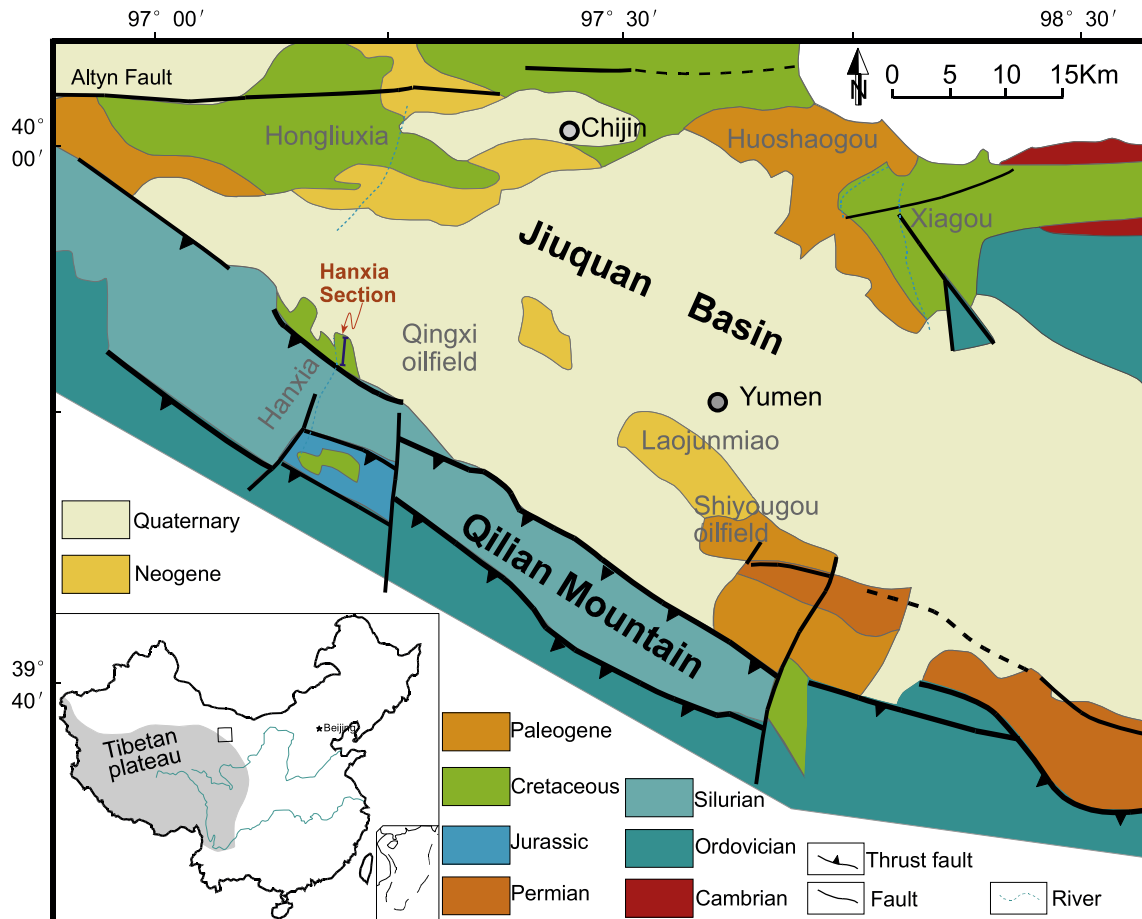 97° 00′
97° 30′
98° 30′
Altyn Fault
N
0 5 10 15Km
40°
00′
Hongliuxia
Chijin
Huoshaogou
Xiagou
Jiuquan Basin
Hanxia
Section
Qingxi
oilfield
Hanxia
Yumen
Laojunmiao
Shiyougou
oilfield
Qilian Mountain
Quaternary
Neogene
39°
40′
Beijing
Tibetan
plateau
Paleogene
Cretaceous
Jurassic
Permian
Silurian
Ordovician
Cambrian
Thrust fault
Fault
River